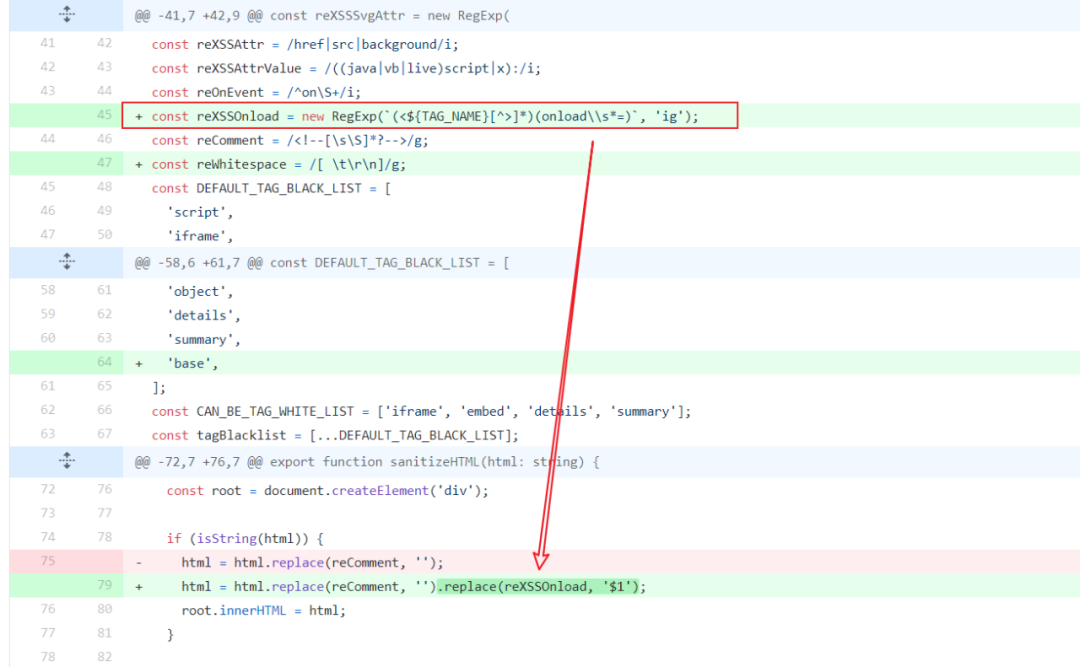 @@ -41,7 +42,9 @@ const reXSSSvgAttr = new RegExp(
41 42 const reXSSAttr = /href|src|background/i;
42 43 const reXSSAttrValue = /((java|vb|live)script|x):/i;
43 44 const reOnEvent = /^on\S+/i;
45 + const reXSSOnload = new RegExp(`(<${TAG_NAME}[^>]*)(onload\\s*=)`, 'ig');
44 46 const reComment = /<!--[\s\S]*?-->/g;
47 + const reWhitespace = /[ \t\r\n]/g;
45 48 const DEFAULT_TAG_BLACK_LIST = [
46 49 'script',
47 50 'iframe',
@@ -58,6 +61,7 @@ const DEFAULT_TAG_BLACK_LIST = [
58 61 'object',
59 62 'details',
60 63 'summary',
64 + 'base',
61 65 ];
62 66 const CAN_BE_TAG_WHITE_LIST = ['iframe', 'embed', 'details', 'summary'];
63 67 const tagBlacklist = [...DEFAULT_TAG_BLACK_LIST];
@@ -72,7 +76,7 @@ export function sanitizeHTML(html: string) {
72 76 const root = document.createElement('div');
73 77
74 78 if (isString(html)) {
75 - html = html.replace(reComment, '');
79 + html = html.replace(reComment, '').replace(reXSSOnload, '$1');
76 80 root.innerHTML = html;
77 81 }
78 82